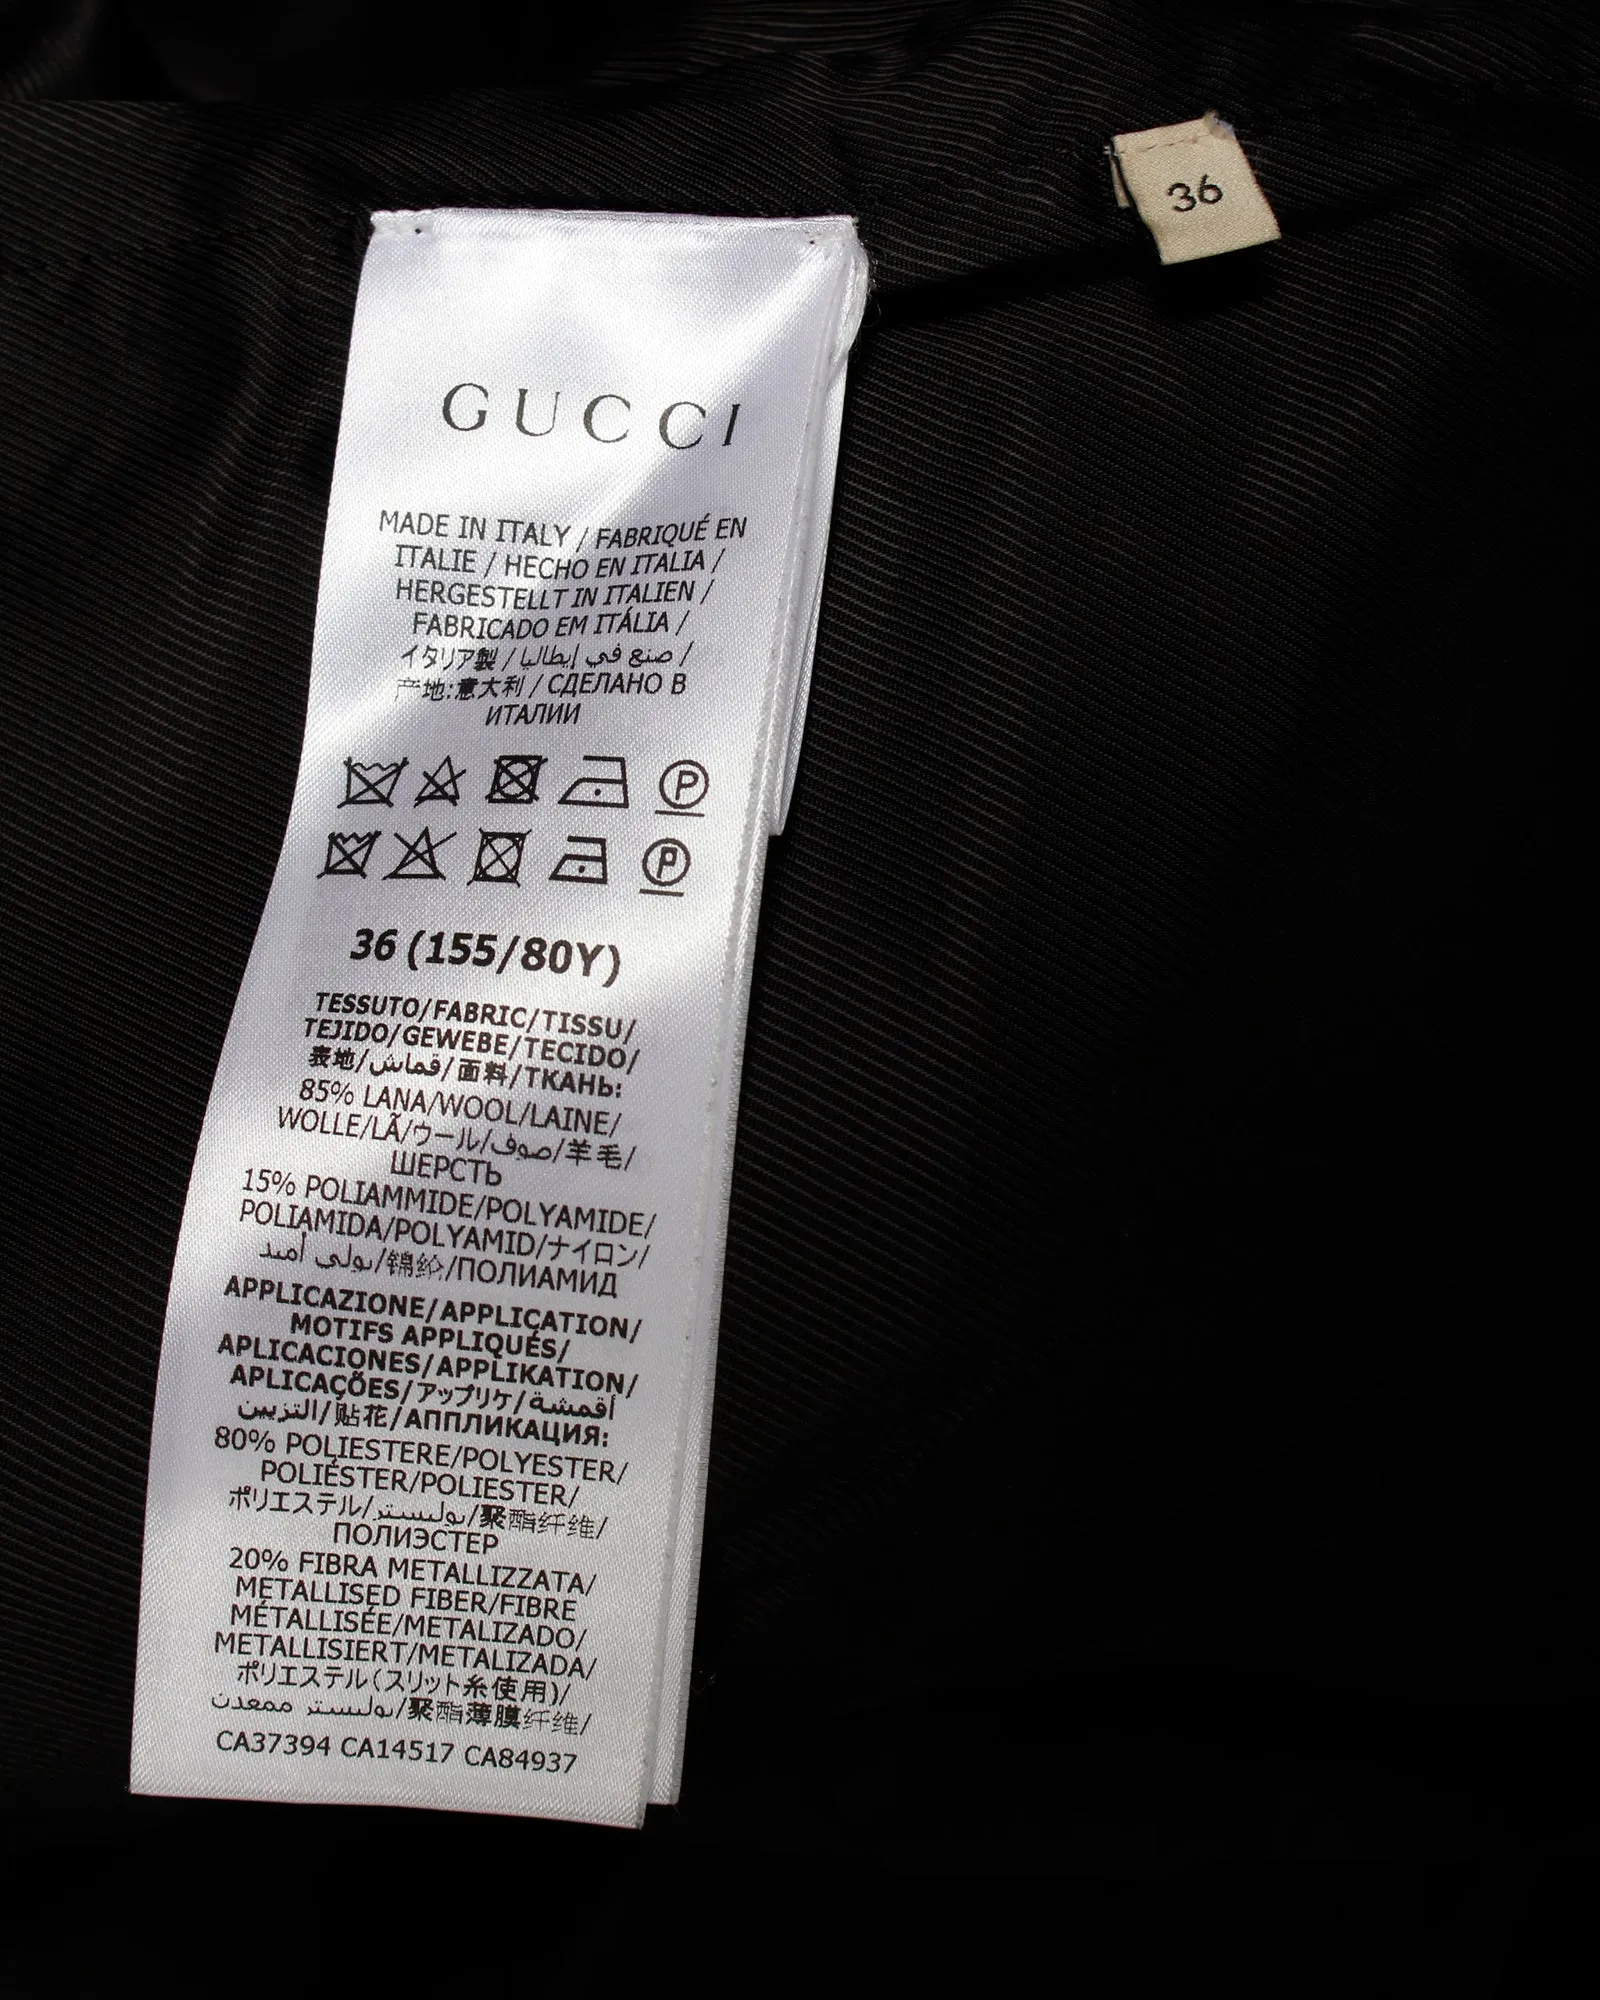 36
GUCCI
MADE IN ITALY / FABRIQUÉ EN
ITALIE / HECHO EN ITALIA /
HERGESTELLT IN ITALIEN /
FABRICADO EM ITÁLIA /
イタリア製 / صنع في إيطاليا /
产地:意大利 / СДЕЛАНО В
ИТАЛИИ
P
P
36 (155/80Y)
TESSUTO/FABRIC/TISSU/
TEJIDO/GEWEBE/TECIDO/
表地/قماش/面料/ТКАНЬ:
85% LANA/WOOL/LAINE/
WOLLE/LÃ/ウール/صوف/羊毛/
ШЕРСТЬ
15% POLIAMMIDE/POLYAMIDE/
POLIAMIDA/POLYAMID/ナイロン/
بولي أميد/锦纶/ПОЛИАМИД
APPLICAZIONE/APPLICATION/
MOTIFS APPLIQUÉS/
APLICACIONES/APPLIKATION/
APLICAÇÕES/アップリケ/أقمشة
التزيين/贴花/АППЛИКАЦИЯ:
80% POLIESTERE/POLYESTER/
POLIÉSTER/POLIESTER/
ポリエステル/بوليستر/聚酯纤维/
ПОЛИЭСТЕР
20% FIBRA METALLIZZATA/
METALLISED FIBER/FIBRE
MÉTALLISÉE/METALIZADO/
METALLISIERT/METALIZADA/
ポリエステル(スリット糸使用)/
بوليستر ممعدن/聚酯薄膜纤维/
CA37394 CA14517 CA84937